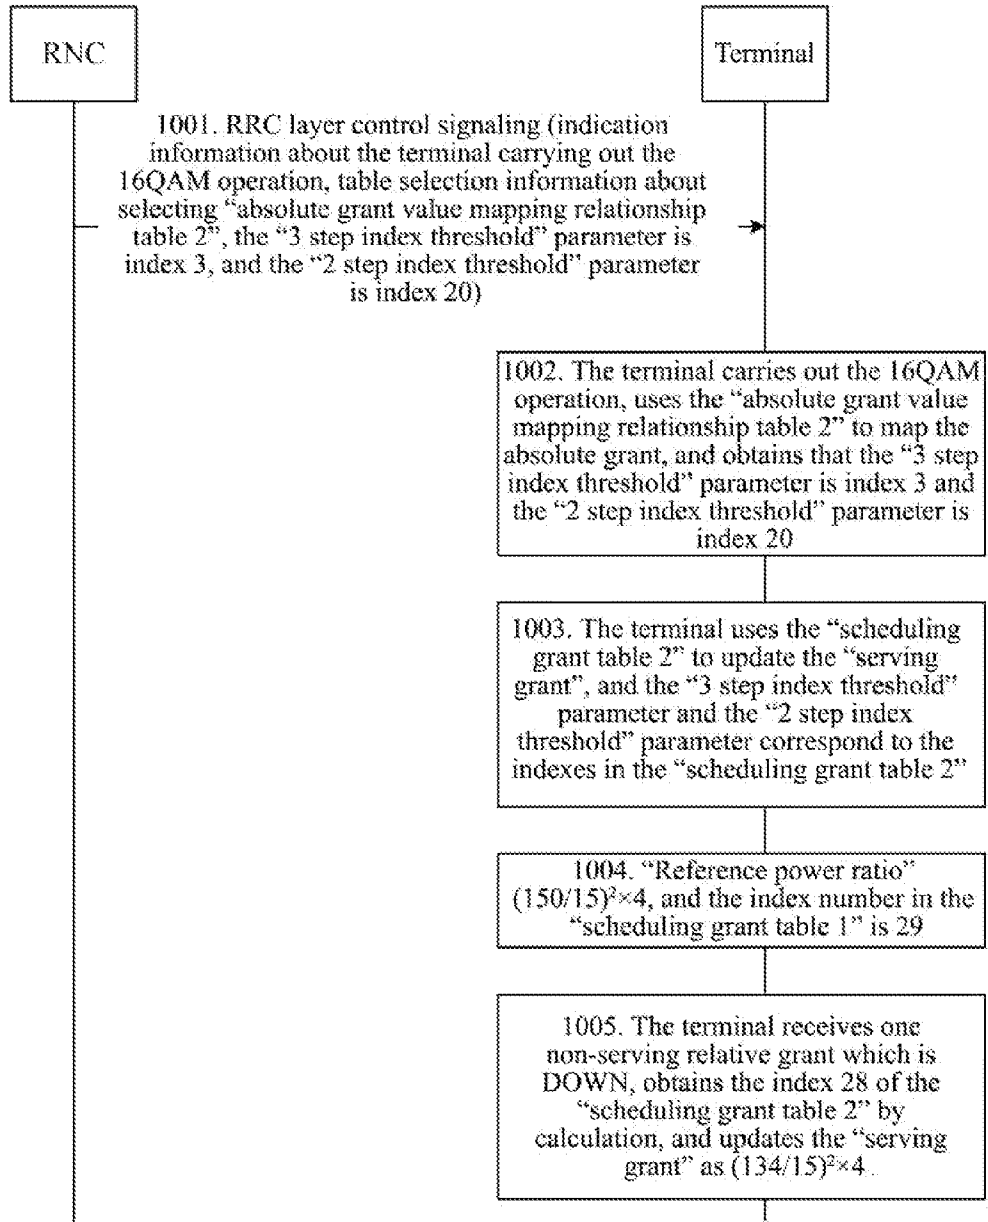 RNC
Terminal
1001. RRC layer control signaling (indication
information about the terminal carrying out the
16QAM operation, table selection information about
selecting “absolute grant value mapping relationship
table 2”, the “3 step index threshold” parameter is
index 3, and the “2 step index threshold” parameter
is index 20)
1002. The terminal carries out the 16QAM
operation, uses the “absolute grant value
mapping relationship table 2” to map the
absolute grant, and obtains that the “3 step
index threshold” parameter is index 3 and
the “2 step index threshold” parameter is
index 20
1003. The terminal uses the “scheduling
grant table 2” to update the “serving
grant”, and the “3 step index threshold”
parameter and the “2 step index
threshold” parameter correspond to the
indexes in the “scheduling grant table 2”
1004. “Reference power ratio”
(150/15)²×4, and the index number in the
“scheduling grant table 1” is 29
1005. The terminal receives one
non-serving relative grant which is
DOWN, obtains the index 28 of the
“scheduling grant table 2” by
calculation, and updates the “serving
grant” as (134/15)²×4